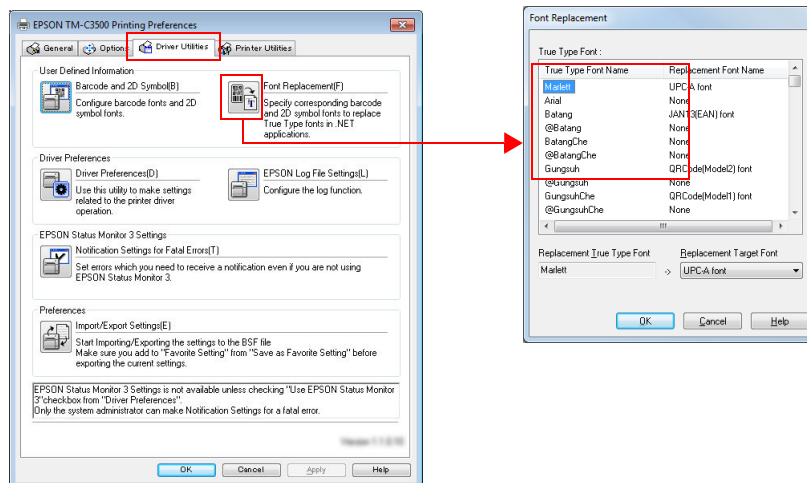 EPSON TM-C3500 Printing Preferences
General
Option
Driver Utilities
Printer Utilities
User Defined Information
Barcode and 2D Symbol(B)
Configure barcode fonts and 2D
symbol fonts.
Font Replacement(F)
Specify corresponding barcode
and 2D symbol fonts to replace
True Type fonts in .NET
applications.
Driver Preferences
Driver Preferences(D)
Use this utility to make settings
related to the printer driver
operation.
EPSON Log File Settings(L)
Configure the log function.
EPSON Status Monitor 3 Settings
Notification Settings for Fatal Errors(T)
Set errors which you need to receive a notification even if you are not using
EPSON Status Monitor 3.
Preferences
Import/Export Settings(E)
Start Importing/Exporting the settings to the BSF file
Make sure you add to "Favorite Setting" from "Save as Favorite Setting" before
exporting the current settings.
EPSON Status Monitor 3 Settings is not available unless checking "Use EPSON Status Monitor
3"checkbox from "Driver Preferences".
Only the system administrator can make Notification Settings for a fatal error.
OK Cancel Apply Help
Font Replacement
True Type Font :
True Type Font Name Replacement Font Name
Marlett UPC-A font
Arial None
Batang JAN13(EAN) font
@Batang None
BatangChe None
@BatangChe None
Gungsuh QRCode(Model2) font
@Gungsuh None
GungsuhChe QRCode(Model1) font
@GungsuhChe None
Replacement True Type Font Replacement Target Font
Marlett -> UPC-A font
OK Cancel Help